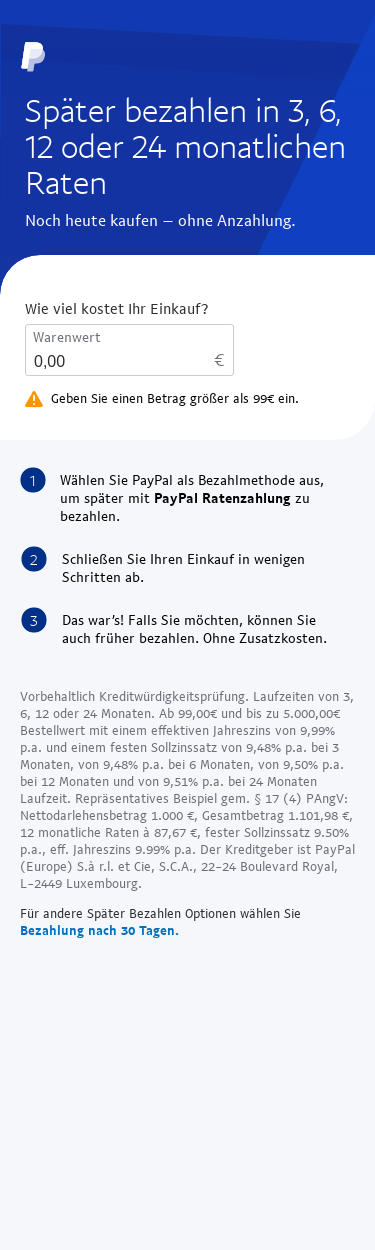 Später bezahlen in 3, 6,
12 oder 24 monatlichen
Raten
Noch heute kaufen – ohne Anzahlung.
Wie viel kostet Ihr Einkauf?
Warenwert
0,00 €
Geben Sie einen Betrag größer als 99€ ein.
1 Wählen Sie PayPal als Bezahlmethode aus,
um später mit PayPal Ratenzahlung zu
bezahlen.
2 Schließen Sie Ihren Einkauf in wenigen
Schritten ab.
3 Das war’s! Falls Sie möchten, können Sie
auch früher bezahlen. Ohne Zusatzkosten.
Vorbehaltlich Kreditwürdigkeitsprüfung. Laufzeiten von 3,
6, 12 oder 24 Monaten. Ab 99,00€ und bis zu 5.000,00€
Bestellwert mit einem effektiven Jahreszins von 9,99%
p.a. und einem festen Sollzinssatz von 9,48% p.a. bei 3
Monaten, von 9,48% p.a. bei 6 Monaten, von 9,50% p.a.
bei 12 Monaten und von 9,51% p.a. bei 24 Monaten
Laufzeit. Repräsentatives Beispiel gem. § 17 (4) PAngV:
Nettodarlehensbetrag 1.000 €, Gesamtbetrag 1.101,98 €,
12 monatliche Raten à 87,67 €, fester Sollzinssatz 9.50%
p.a., eff. Jahreszins 9.99% p.a. Der Kreditgeber ist PayPal
(Europe) S.à r.l. et Cie, S.C.A., 22-24 Boulevard Royal,
L-2449 Luxembourg.
Für andere Später Bezahlen Optionen wählen Sie
Bezahlung nach 30 Tagen.